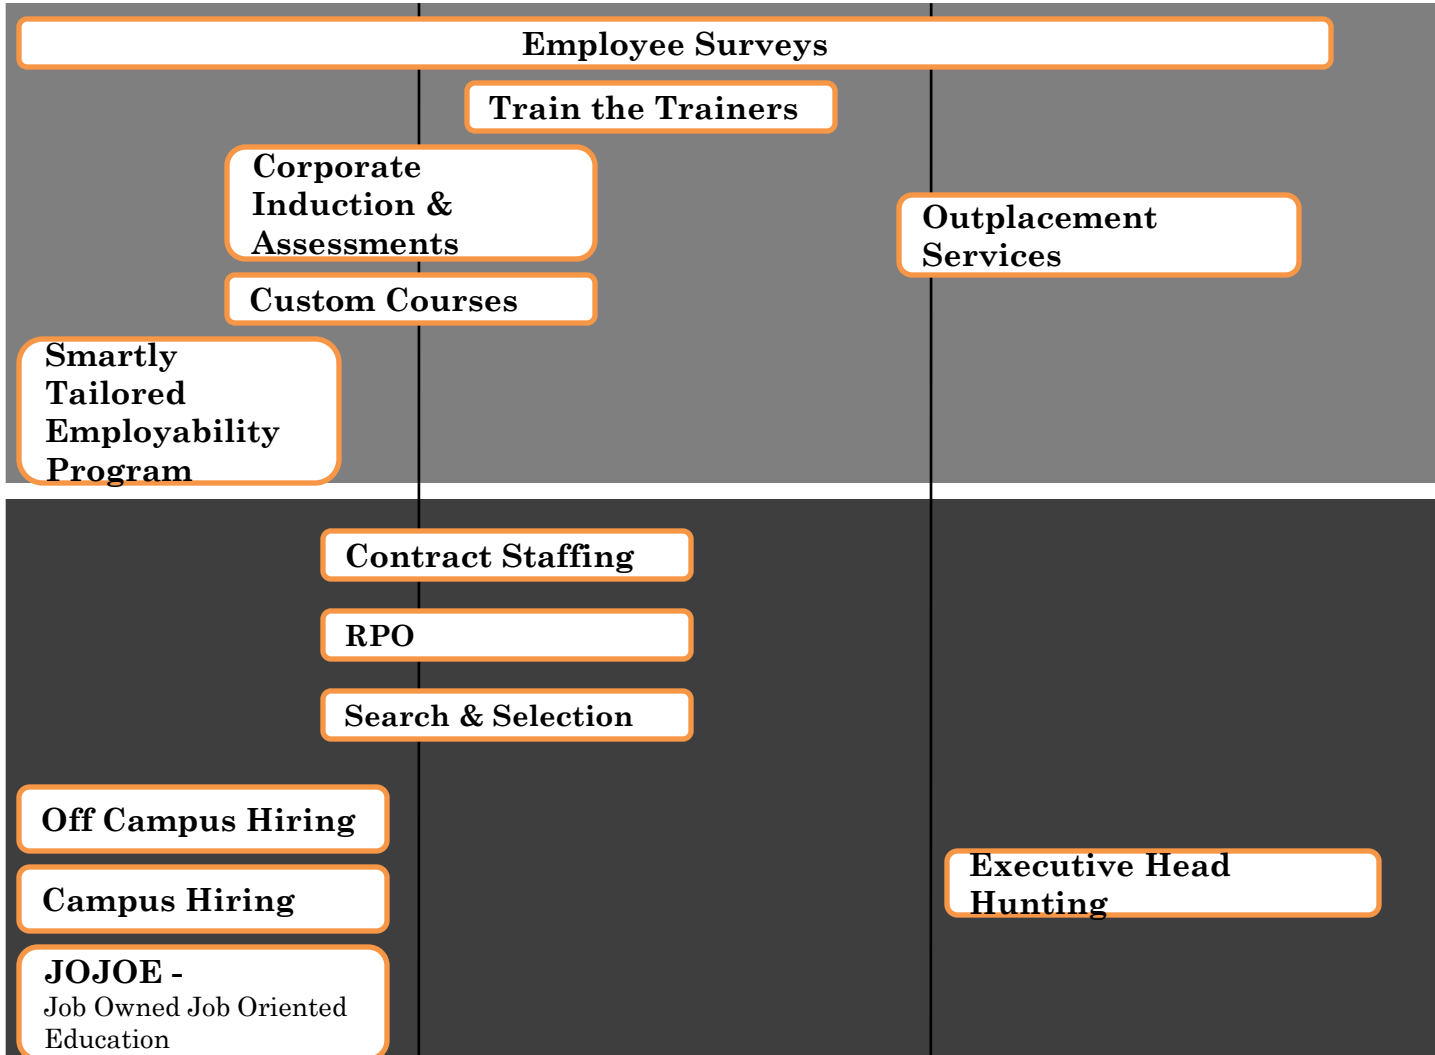 Employee Surveys
Train the Trainers
Corporate
Induction &
Assessments
Outplacement
Services
Custom Courses
Smartly
Tailored
Employability
Program
Contract Staffing
RPO
Search & Selection
Off Campus Hiring
Campus Hiring
Executive Head
Hunting
JOJOE -
Job Owned Job Oriented
Education